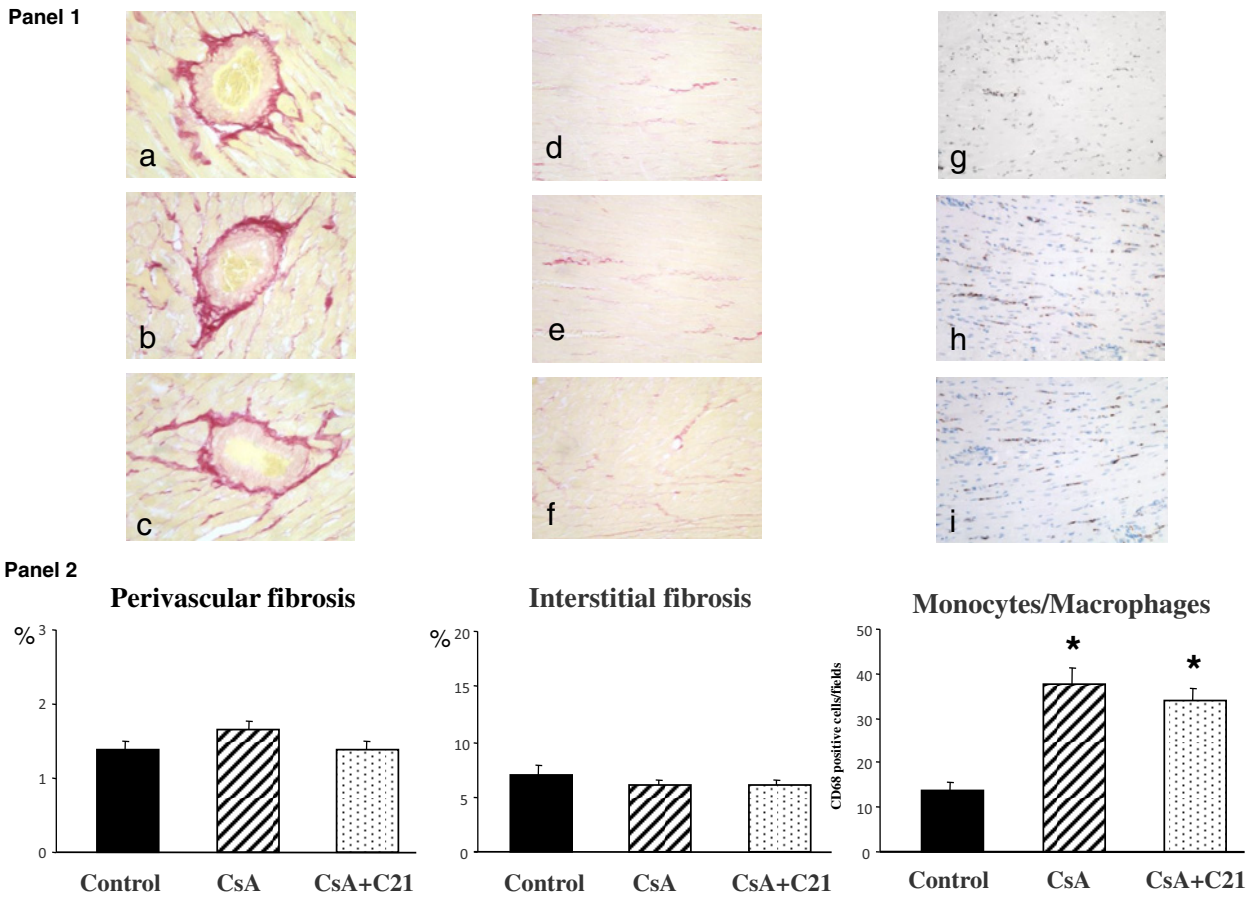 Panel 1
a
d
g
b
e
h
c
f
i
Panel 2
Perivascular fibrosis
Interstitial fibrosis
Monocytes/Macrophages
%
3
2
1
0
Control
CsA
CsA+C21
%
20
15
10
5
0
Control
CsA
CsA+C21
CD68 positive cells/fields
50
40
30
20
10
0
*
*
Control
CsA
CsA+C21